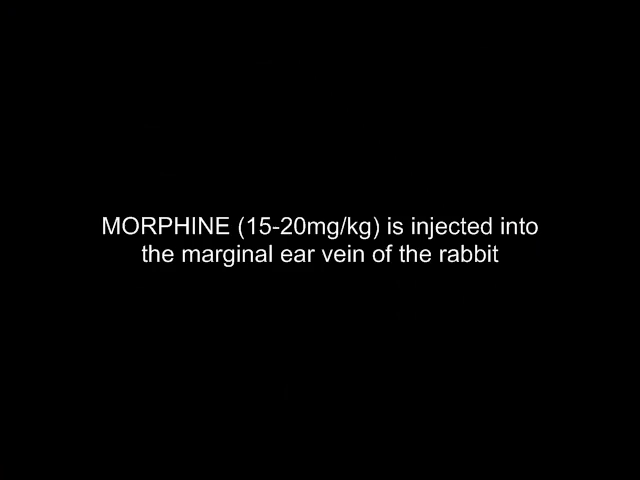 MORPHINE (15-20mg/kg) is injected into
the marginal ear vein of the rabbit